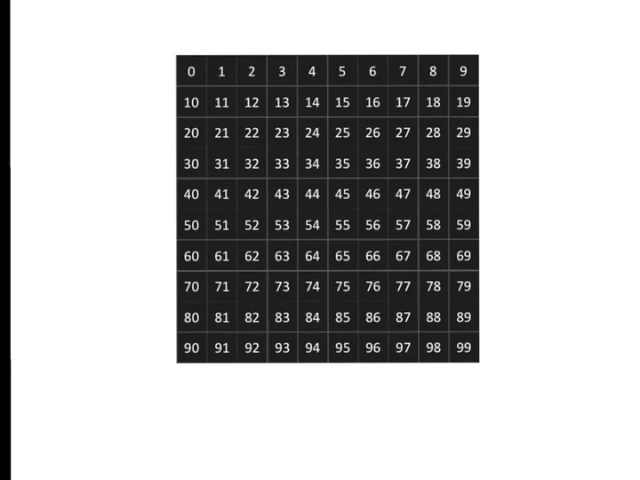 0 1 2 3 4 5 6 7 8 9
10 11 12 13 14 15 16 17 18 19
20 21 22 23 24 25 26 27 28 29
30 31 32 33 34 35 36 37 38 39
40 41 42 43 44 45 46 47 48 49
50 51 52 53 54 55 56 57 58 59
60 61 62 63 64 65 66 67 68 69
70 71 72 73 74 75 76 77 78 79
80 81 82 83 84 85 86 87 88 89
90 91 92 93 94 95 96 97 98 99